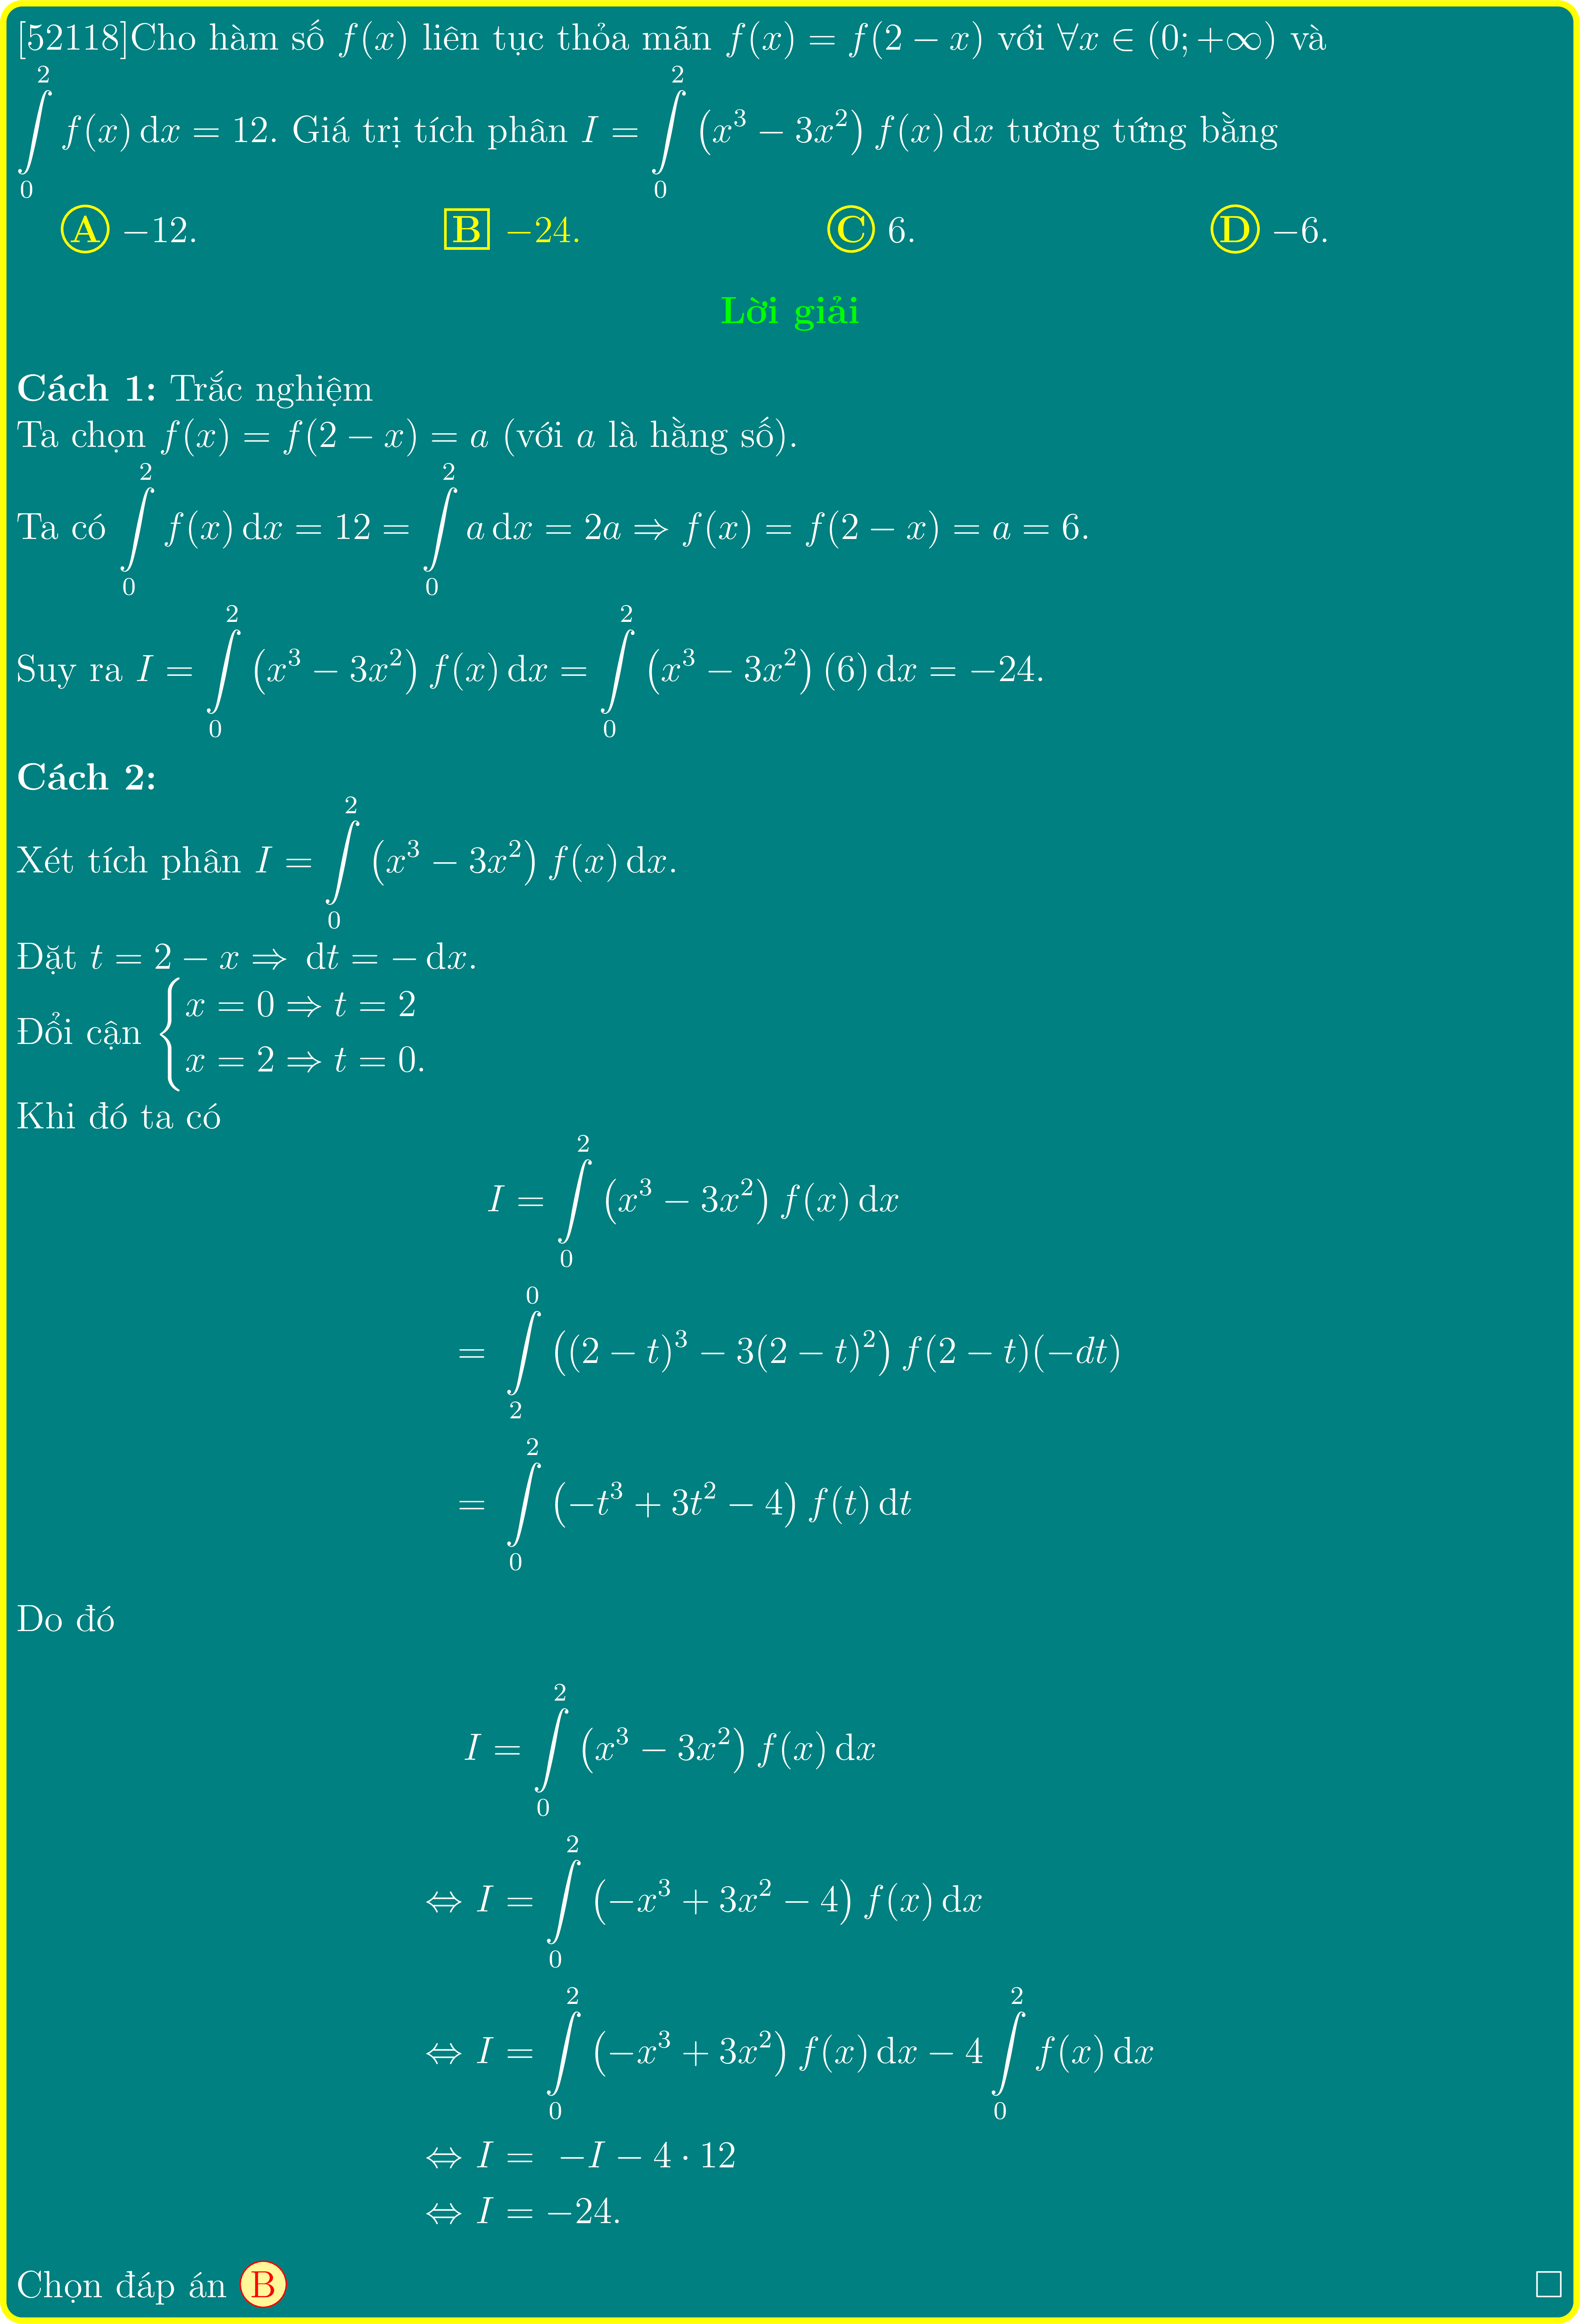 [52118]Cho hàm số $f(x)$ liên tục thỏa mãn $f(x) = f(2 - x)$ với $\forall x \in (0; +\infty)$ và
$\int\limits_0^2 f(x)\,\mathrm{d}x = 12$. Giá trị tích phân $I = \int\limits_0^2 \left(x^3 - 3x^2\right) f(x)\,\mathrm{d}x$ tương tứng bằng
A −12. B −24. C 6. D −6.
Lời giải
Cách 1: Trắc nghiệm
Ta chọn $f(x) = f(2 - x) = a$ (với $a$ là hằng số).
Ta có $\int\limits_0^2 f(x)\,\mathrm{d}x = 12 = \int\limits_0^2 a\,\mathrm{d}x = 2a \Rightarrow f(x) = f(2 - x) = a = 6.$
Suy ra $I = \int\limits_0^2 \left(x^3 - 3x^2\right) f(x)\,\mathrm{d}x = \int\limits_0^2 \left(x^3 - 3x^2\right)(6)\,\mathrm{d}x = -24.$
Cách 2:
Xét tích phân $I = \int\limits_0^2 \left(x^3 - 3x^2\right) f(x)\,\mathrm{d}x.$
Đặt $t = 2 - x \Rightarrow \mathrm{d}t = -\,\mathrm{d}x.$
Đổi cận $\begin{cases} x = 0 \Rightarrow t = 2 \\ x = 2 \Rightarrow t = 0. \end{cases}$
Khi đó ta có
$I = \int\limits_0^2 \left(x^3 - 3x^2\right) f(x)\,\mathrm{d}x$
$= \int\limits_2^0 \left((2 - t)^3 - 3(2 - t)^2\right) f(2 - t)(-dt)$
$= \int\limits_0^2 \left(-t^3 + 3t^2 - 4\right) f(t)\,\mathrm{d}t$
Do đó
$I = \int\limits_0^2 \left(x^3 - 3x^2\right) f(x)\,\mathrm{d}x$
$\Leftrightarrow I = \int\limits_0^2 \left(-x^3 + 3x^2 - 4\right) f(x)\,\mathrm{d}x$
$\Leftrightarrow I = \int\limits_0^2 \left(-x^3 + 3x^2\right) f(x)\,\mathrm{d}x - 4\int\limits_0^2 f(x)\,\mathrm{d}x$
$\Leftrightarrow I = -I - 4 \cdot 12$
$\Leftrightarrow I = -24.$
Chọn đáp án B □